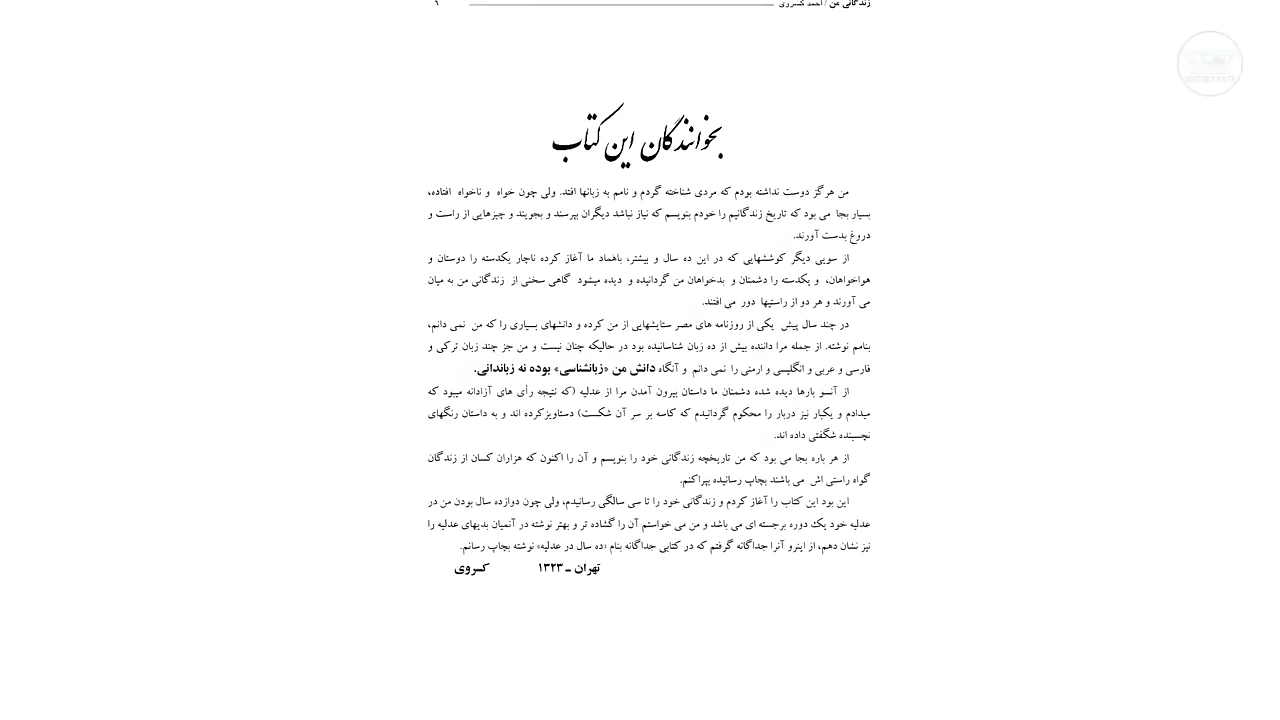 زندگانی من / احمد کسروی ۱
بخوانندگان این کتاب
من هرگز دوست نداشته بودم که مردی شناخته گردم و نامم به زبانها افتد. ولی چون خواه و ناخواه افتاده،
بسیار بجا می بود که تاریخ زندگانیم را خودم بنویسم که نیاز نباشد دیگران بپرسند و بجویند و چیزهایی از راست و
دروغ بدست آورند.
از سویی دیگر کوششهایی که در این ده سال و بیشتر، باهماد ما آغاز کرده ناچار یکدسته را دوستان و
هواخواهان، و یکدسته را دشمنان و بدخواهان من گردانیده و دیده میشود گاهی سخنی از زندگانی من به میان
می آورند و هر دو از راستیها دور می افتند.
در چند سال پیش یکی از روزنامه های مصر ستایشهایی از من کرده و دانشهای بسیاری را که من نمی دانم،
بنامم نوشته. از جمله مرا داننده بیش از ده زبان شناسانیده بود در حالیکه چنان نیست و من جز چند زبان ترکی و
فارسی و عربی و انگلیسی و ارمنی را نمی دانم و آنگاه دانش من «زبانشناسی» بوده نه زباندانی.
از آنسو بارها دیده شده دشمنان ما داستان بیرون آمدن مرا از عدلیه (که نتیجه رأی های آزادانه میبود که
میدادم و یکبار نیز دربار را محکوم گردانیدم که کاسه بر سر آن شکست) دستاویزکرده اند و به داستان رنگهای
نچسبنده شگفتی داده اند.
از هر باره بجا می بود که من تاریخچه زندگانی خود را بنویسم و آن را اکنون که هزاران کسان از زندگان
گواه راستی اش می باشند بچاپ رسانیده بپراکنم.
این بود این کتاب را آغاز کردم و زندگانی خود را تا سی سالگی رسانیدم، ولی چون دوازده سال بودن من در
عدلیه خود یک دوره برجسته ای می باشد و من می خواستم آن را گشاده تر و بهتر نوشته در آنمیان بدیهای عدلیه را
نیز نشان دهم، از اینرو آنرا جداگانه گرفتم که در کتابی جداگانه بنام «ده سال در عدلیه» نوشته بچاپ رسانم.
تهران ــ ۱۳۲۳ کسروی